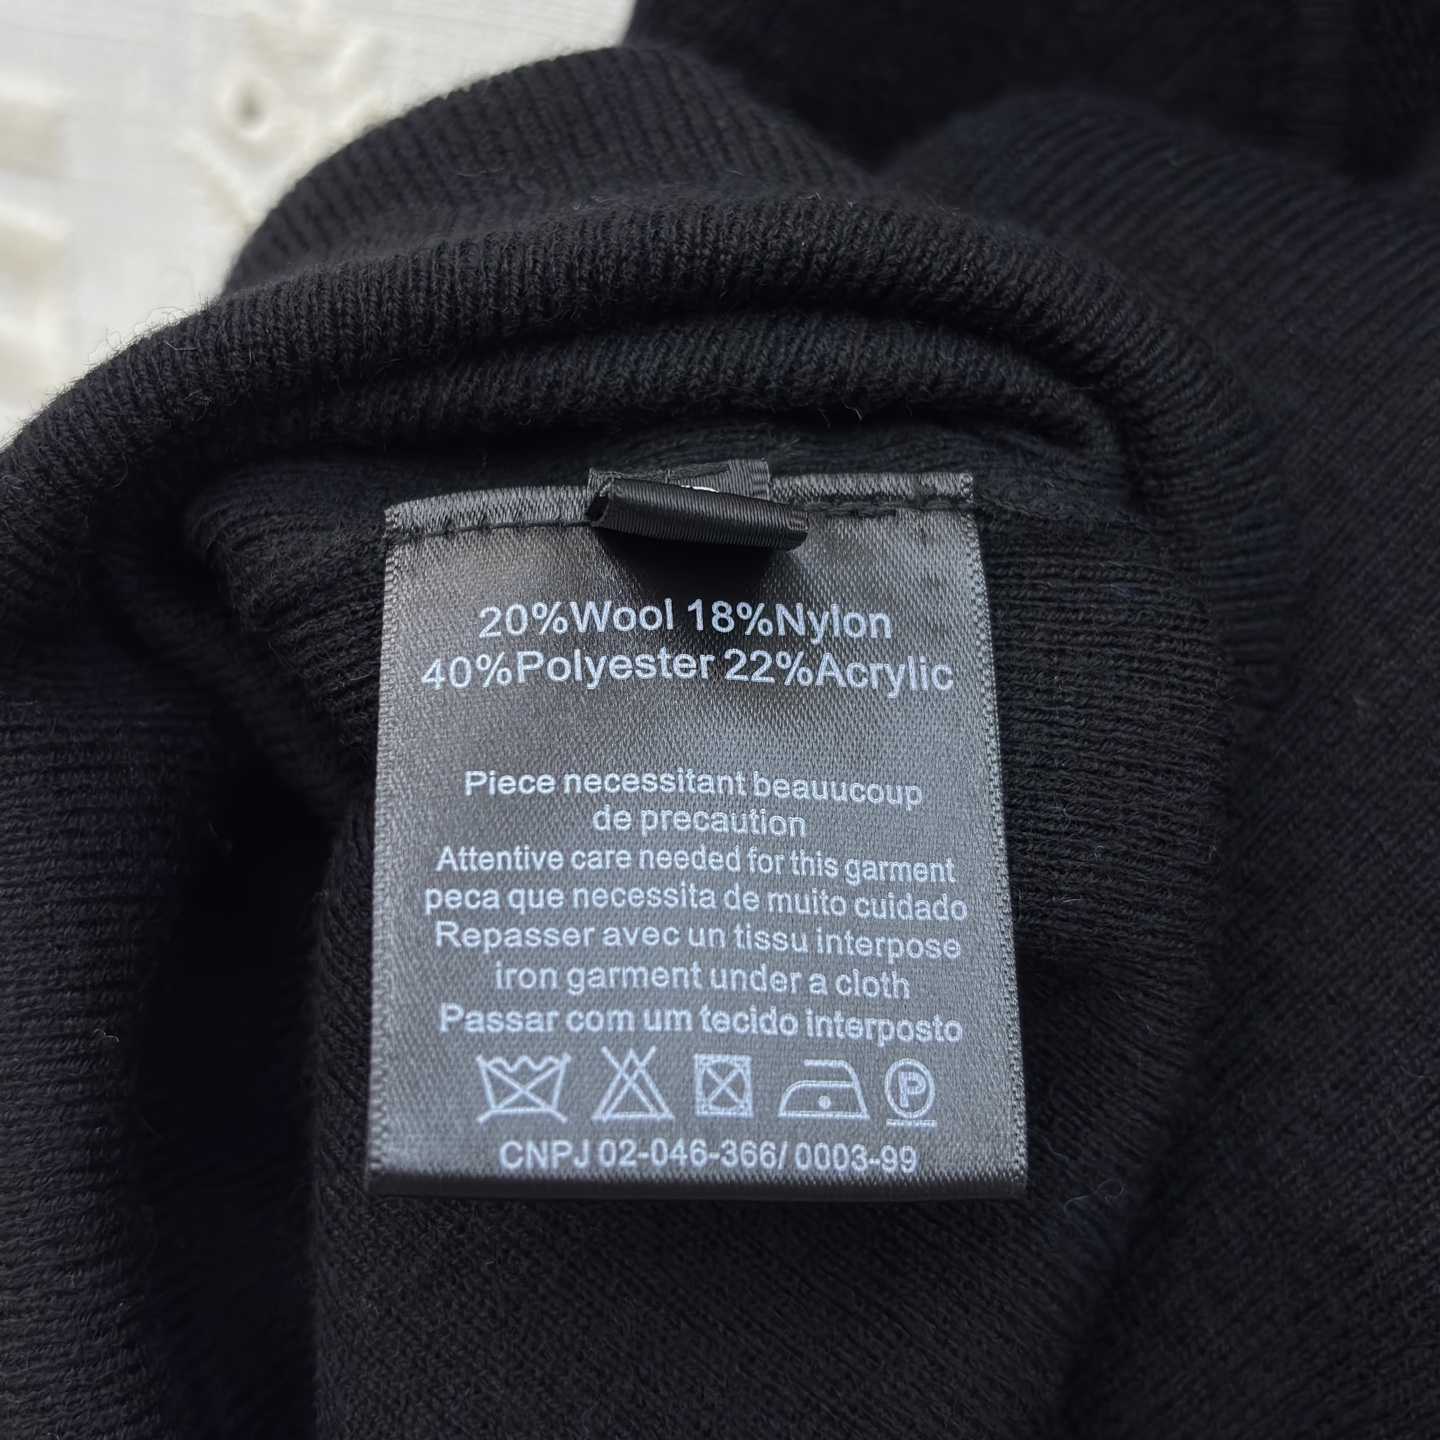 20%Wool 18%Nylon
40%Polyester 22%Acrylic
Piece necessitant beauucoup
de precaution
Attentive care needed for this garment
peca que necessita de muito cuidado
Repasser avec un tissu interpose
iron garment under a cloth
Passar com um tecido interposto
P
CNPJ 02-046-366/ 0003-99